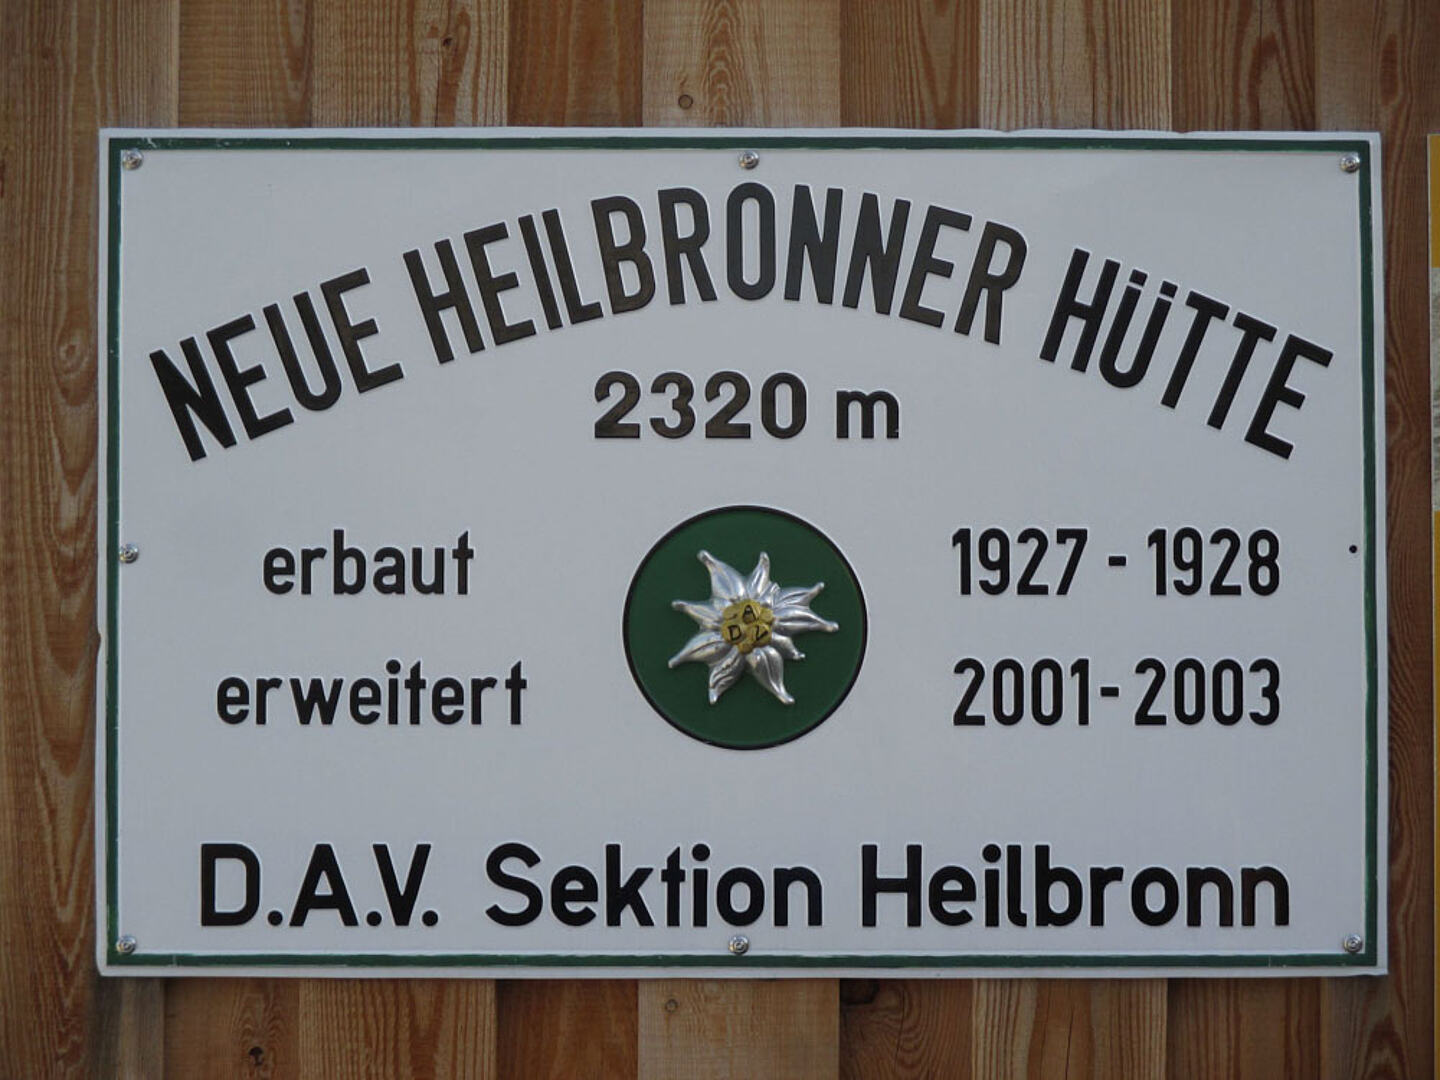 NEUE HEILBRONNER HÜTTE
2320 m
erbaut 1927 - 1928
A
D V
erweitert 2001-2003
D.A.V. Sektion Heilbronn